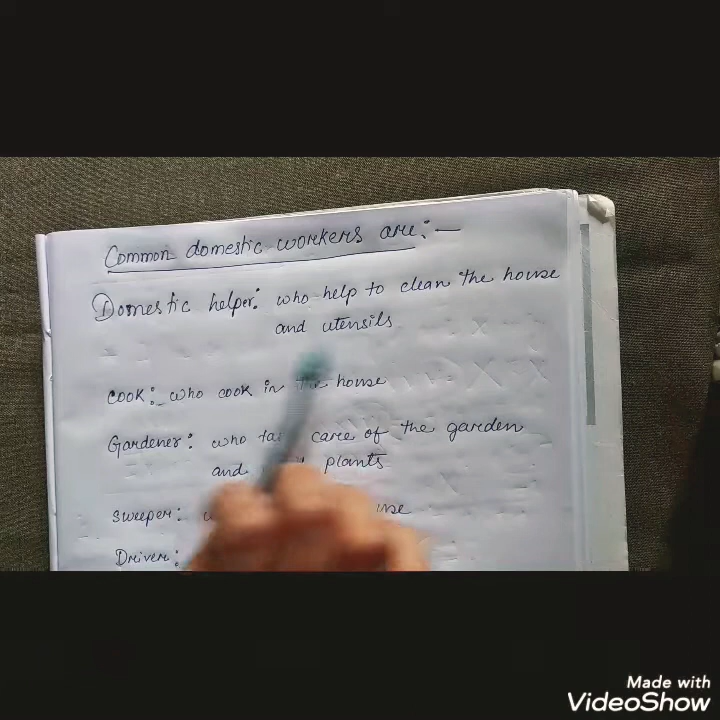 Common domestic workers are:—
Domestic helper: who help to clean the house
and utensils
Cook:- who cook in the house
Gardener: who care of the garden
and plants
Sweeper:
Driver:
Made with
VideoShow